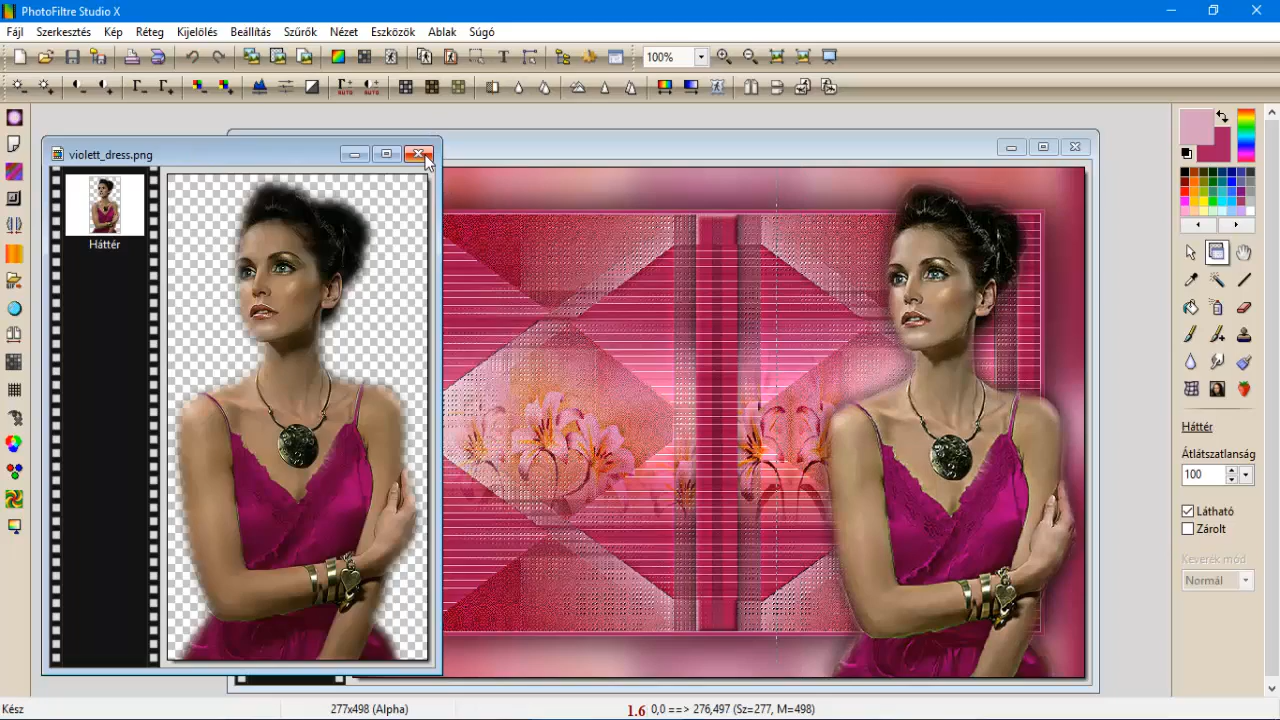 PhotoFiltre Studio X
Fájl Szerkesztés Kép Réteg Kijelölés Beállítás Szűrők Nézet Eszközök Ablak Súgó
100%
violett_dress.png
Háttér
Háttér
Átlátszatlanság
100
Látható
Zárolt
Keverék mód
Normál
Kész
277x498 (Alpha)
1.6
0,0 ==> 276,497 (Sz=277, M=498)